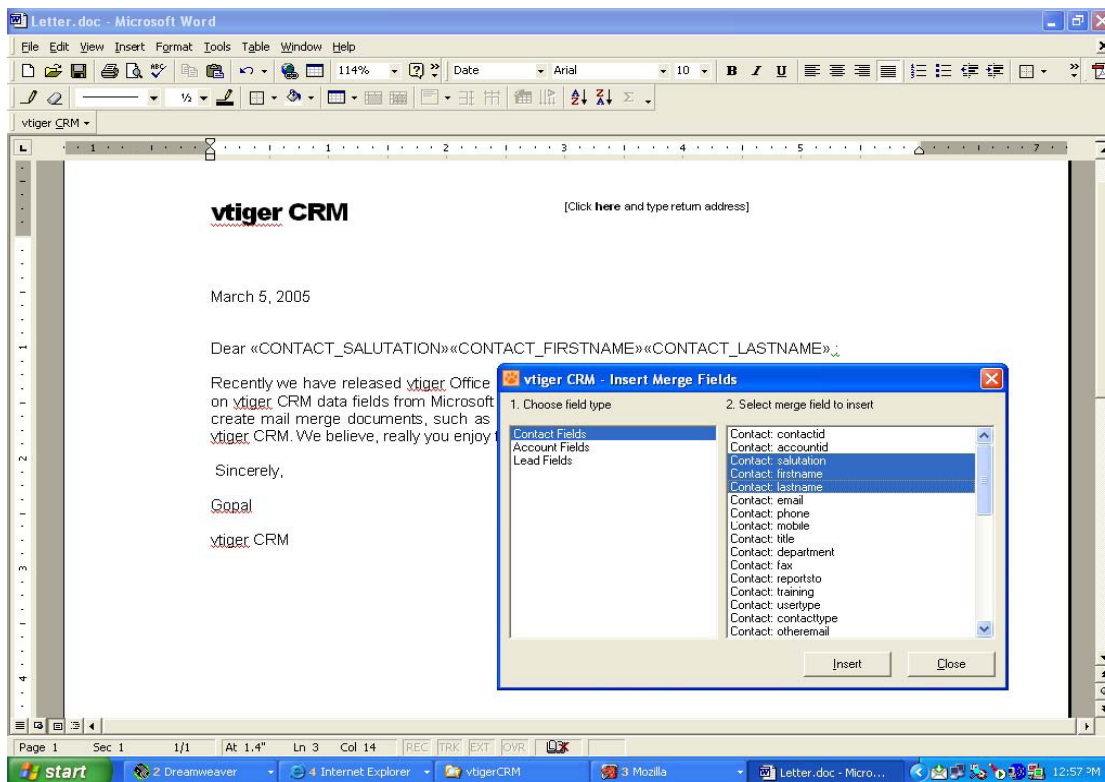 Letter.doc - Microsoft Word
File Edit View Insert Format Tools Table Window Help
114% Date Arial 10 B I U
vtiger CRM
1 1 2 3 4 5 7
vtiger CRM
[Click here and type return address]
March 5, 2005
Dear «CONTACT_SALUTATION»«CONTACT_FIRSTNAME»«CONTACT_LASTNAME» ;
Recently we have released vtiger Office
on vtiger CRM data fields from Microsoft
create mail merge documents, such as
vtiger CRM. We believe, really you enjoy
Sincerely,
Gopal
vtiger CRM
vtiger CRM - Insert Merge Fields
1. Choose field type
2. Select merge field to insert
Contact Fields
Account Fields
Lead Fields
Contact: contactid
Contact: accountid
Contact: salutation
Contact: firstname
Contact: lastname
Contact: email
Contact: phone
Contact: mobile
Contact: title
Contact: department
Contact: fax
Contact: reportsto
Contact: training
Contact: usertype
Contact: contacttype
Contact: otheremail
Insert Close
Page 1 Sec 1 1/1 At 1.4" Ln 3 Col 14 REC TRK EXT OVR
start 2 Dreamweaver 4 Internet Explorer vtigerCRM 3 Mozilla Letter.doc - Micro... 12:57 PM